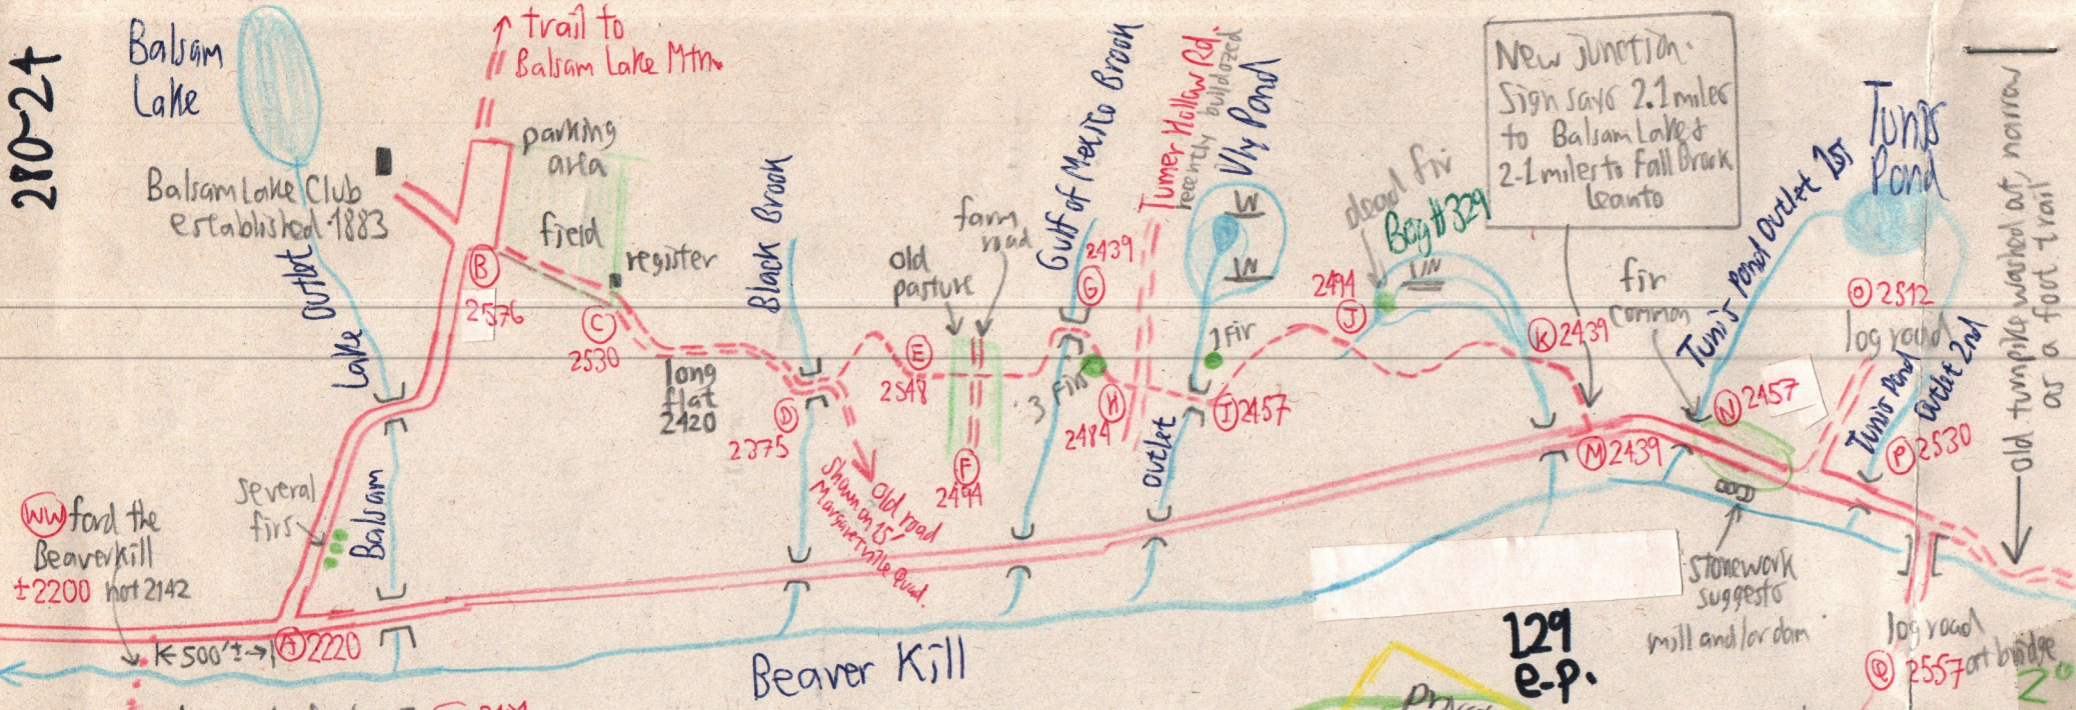 280-24
Balsam
Lake
trail to
Balsam Lake Mtn.
parking
area
Balsam Lake Club
established 1883
field
register
B
2576
C
2530
Balsam
Lake
Outlet
several
firs
WW ford the
Beaverkill
±2200 not 2142
K 500'± →
A 2220
long
flat
2420
Black Brook
D
2375
E
2548
old
pasture
farm
road
F
2494
Old road
Shown on 15'
Margaretville Quad.
Gulf of Mexico Brook
2439
G
3 Firs
H
2484
Turner Hollow Rd.
recently bulldozed
Vly Pond
W
W
Outlet
1 Fir
I 2457
dead fir
Bag# 329
2494
J
K 2439
New junction.
Sign says 2.1 miles
to Balsam Lake &
2.1 miles to Fall Brook
leanto
fir
common
M 2439
N 2457
Tunis Pond Outlet 1st
Tunis
Pond
O 2512
log road
Tunis Pond
Outlet 2nd
P 2530
old turnpike washed out, narrow
as a foot trail
stonework
suggests
mill and/or dam
log road
Q 2557 at bridge
2°
Beaver Kill
129
e.p.